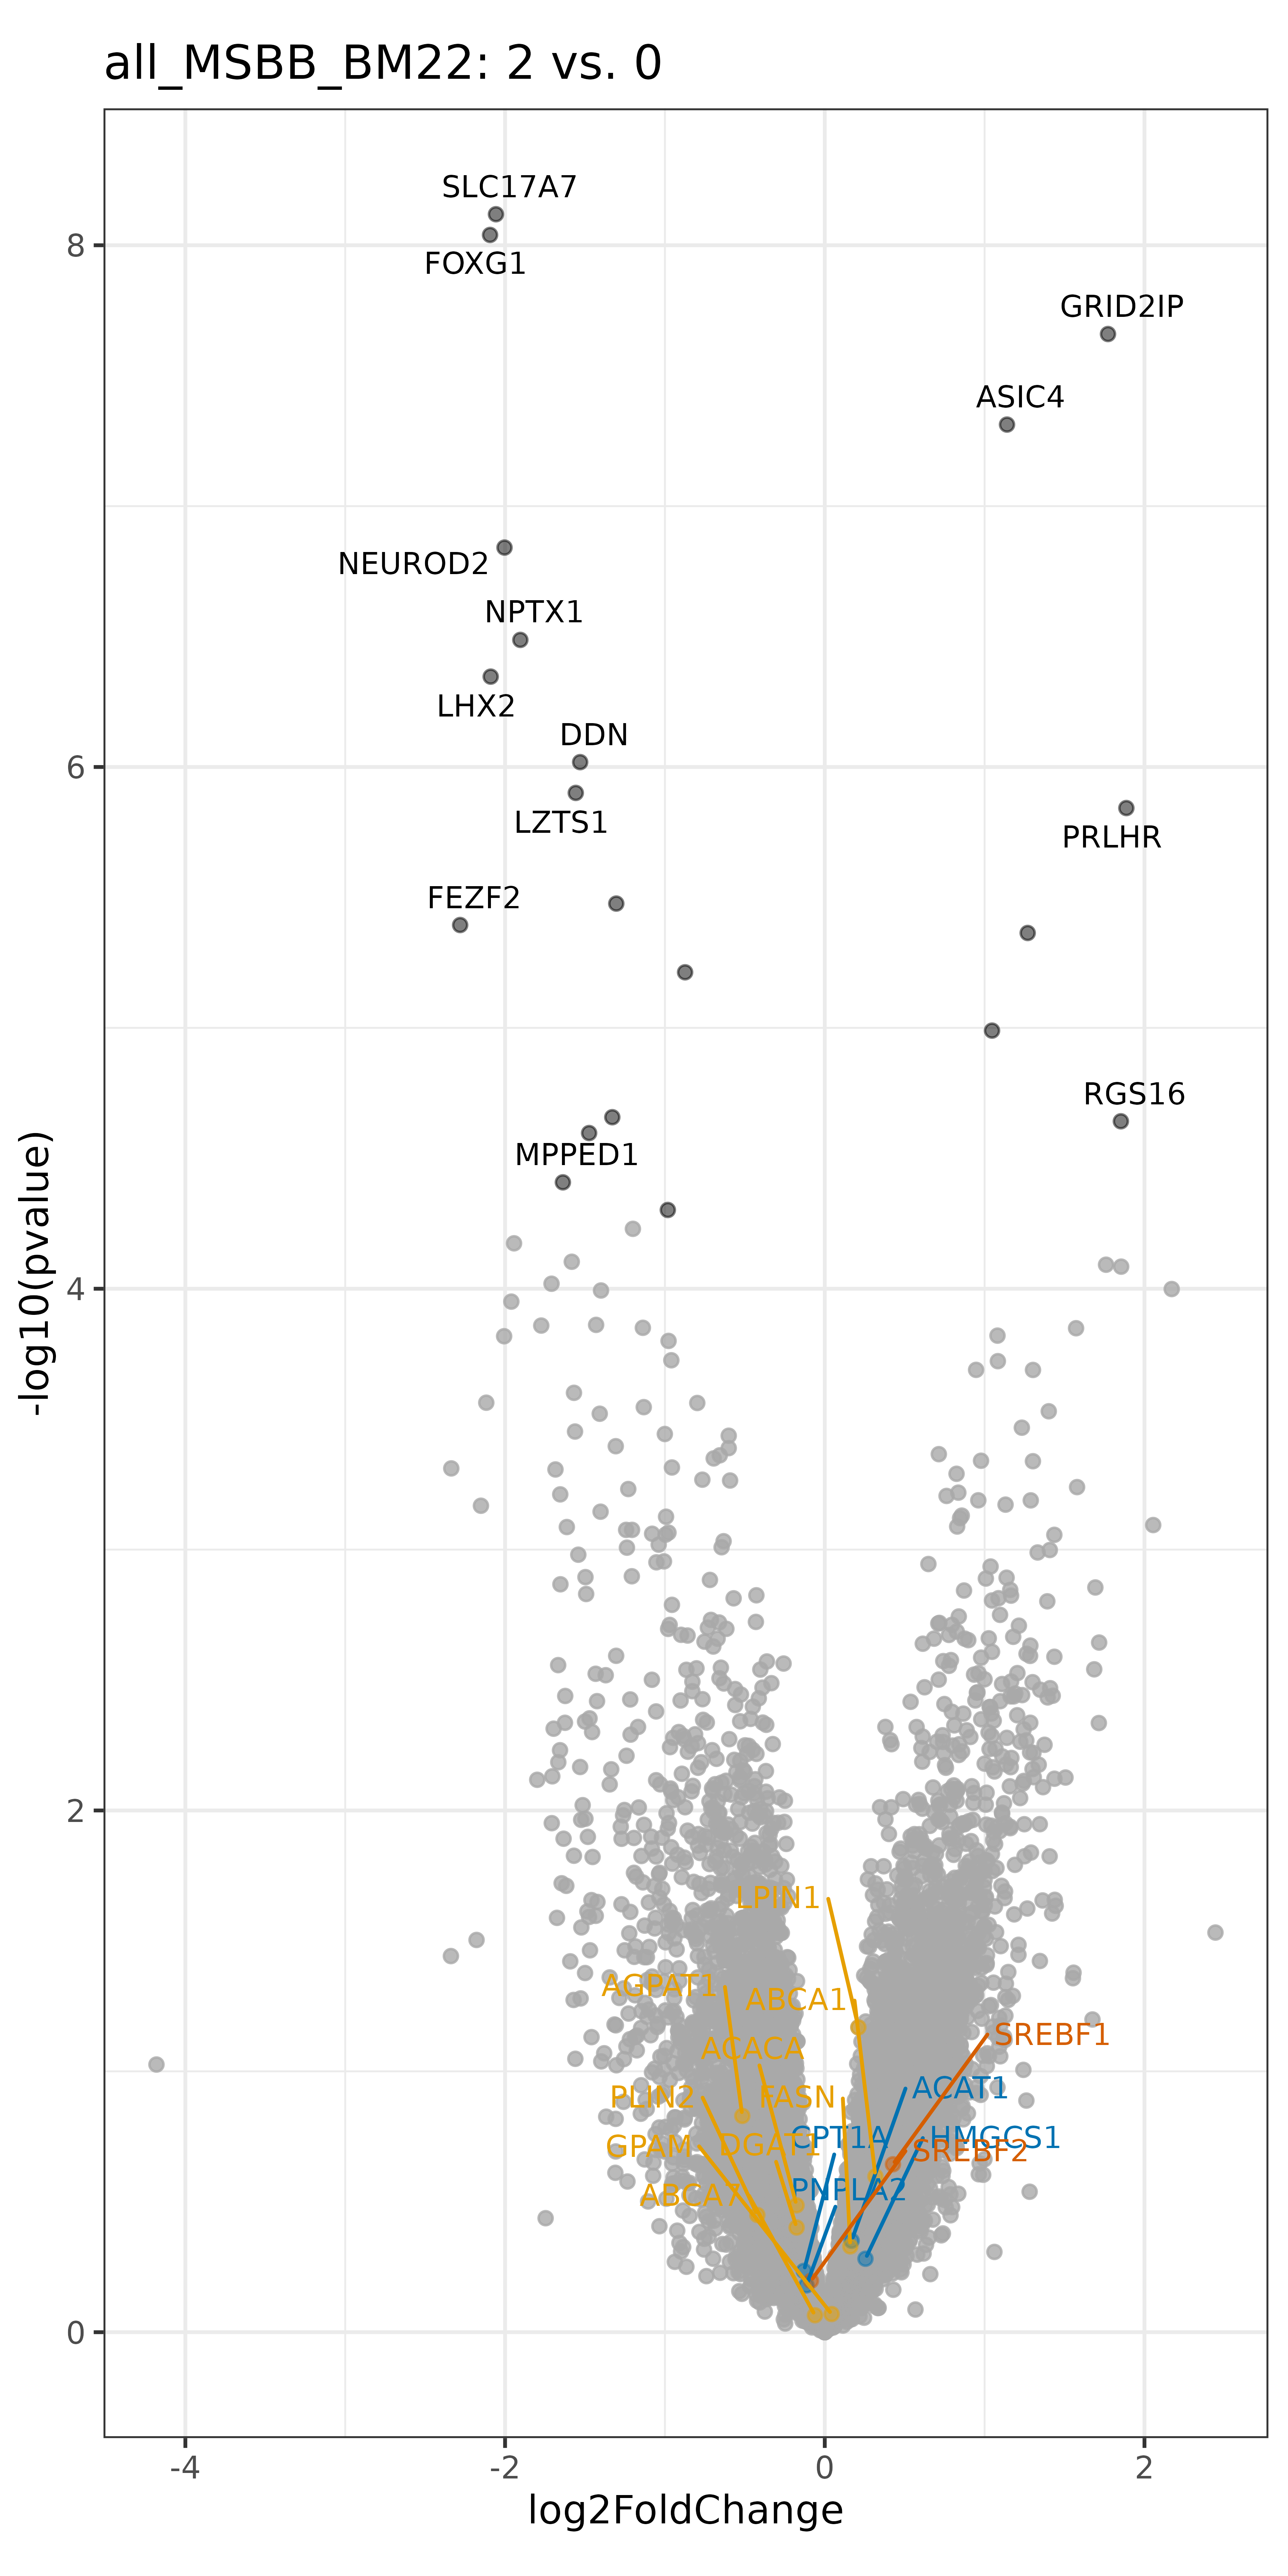 all_MSBB_BM22: 2 vs. 0
SLC17A7
8
FOXG1
GRID2IP
ASIC4
NEUROD2
NPTX1
LHX2
DDN
6
LZTS1
PRLHR
FEZF2
RGS16
MPPED1
-log10(pvalue)
4
2
LPIN1
AGPAT1
ABCA1
SREBF1
ACACA
ACAT1
PLIN2
FASN
CPT1A
HMGCS1
GPAM
DGAT1
SREBF2
PNPLA2
ABCA7
0
-4
-2
0
2
log2FoldChange